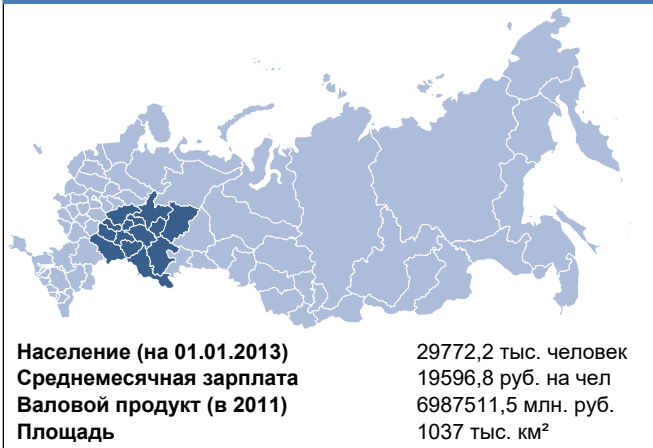 Население (на 01.01.2013) 29772,2 тыс. человек
Среднемесячная зарплата 19596,8 руб. на чел
Валовой продукт (в 2011) 6987511,5 млн. руб.
Площадь 1037 тыс. км²